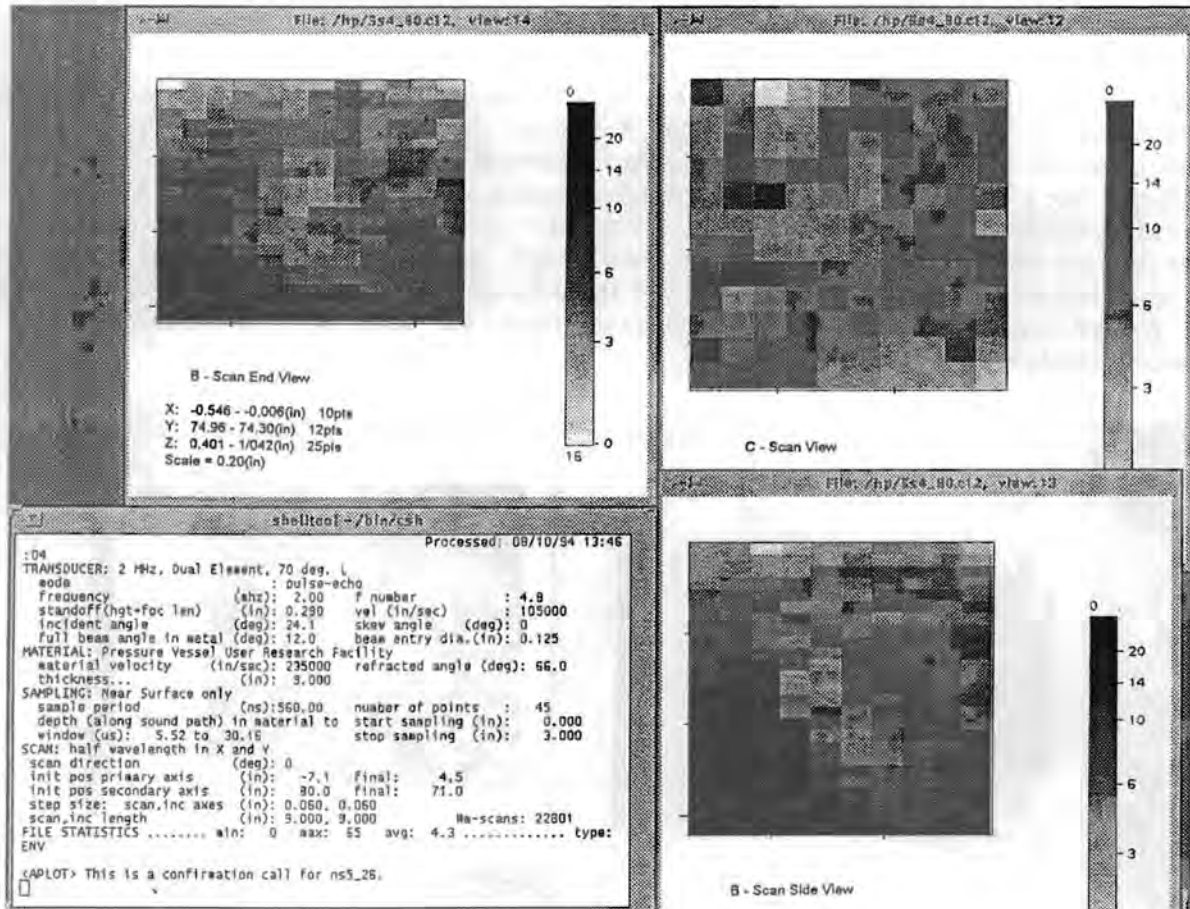 File: /hp/Ss4_80.c12, view:14
0
20
14
10
6
3
0
16
B - Scan End View
X: -0.546 - -0.006(in) 10pts
Y: 74.96 - 74.30(in) 12pts
Z: 0.401 - 1/042(in) 25pts
Scale = 0.20(in)
File: /hp/Ss4_80.c12, view:12
0
20
14
10
6
3
C - Scan View
shelltool - /bin/csh
Processed: 08/10/94 13:46
:04
TRANSDUCER: 2 MHz, Dual Element, 70 deg. L
mode : pulse-echo
frequency (mhz): 2.00 f number : 4.8
standoff(hgt+foc len) (in): 0.290 vel (in/sec) : 105000
incident angle (deg): 24.1 skew angle (deg): 0
full beam angle in metal (deg): 12.0 beam entry dia.(in): 0.125
MATERIAL: Pressure Vessel User Research Facility
material velocity (in/sec): 235000 refracted angle (deg): 66.0
thickness... (in): 9.000
SAMPLING: Near Surface only
sample period (ns):560.00 number of points : 45
depth (along sound path) in material to start sampling (in): 0.000
window (us): 5.52 to 30.16 stop sampling (in): 3.000
SCAN: half wavelength in X and Y
scan direction (deg): 0
init pos primary axis (in): -7.1 final: 4.5
init pos secondary axis (in): 80.0 final: 71.0
step size: scan,inc axes (in): 0.060, 0.060
scan,inc length (in): 9.000, 9.000 #a-scans: 22801
FILE STATISTICS ........ min: 0 max: 65 avg: 4.3 ............. type:
ENV
<APLOT> This is a confirmation call for ns5_26.
File: /hp/Ss4_80.c12, view:13
0
20
14
10
6
3
B - Scan Side View